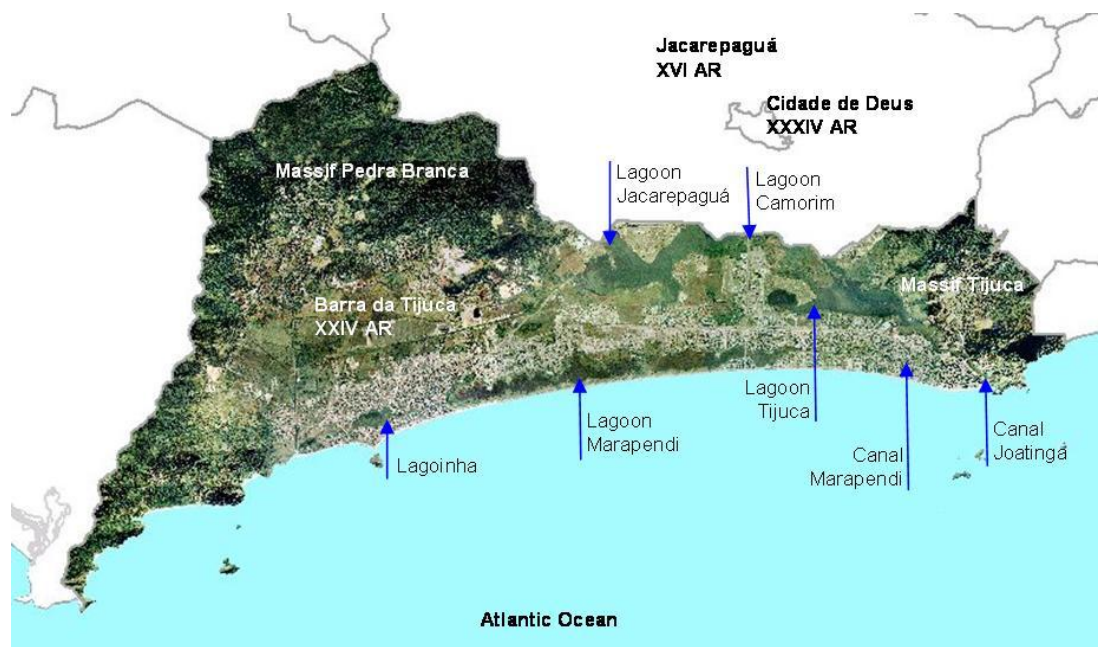 Jacarepaguá
XVI AR
Cidade de Deus
XXXIV AR
Massif Pedra Branca
Lagoon
Jacarepaguá
Lagoon
Camorim
Massif Tijuca
Barra da Tijuca
XXIV AR
Lagoon
Tijuca
Lagoon
Marapendi
Lagoinha
Canal
Marapendi
Canal
Joatingá
Atlantic Ocean